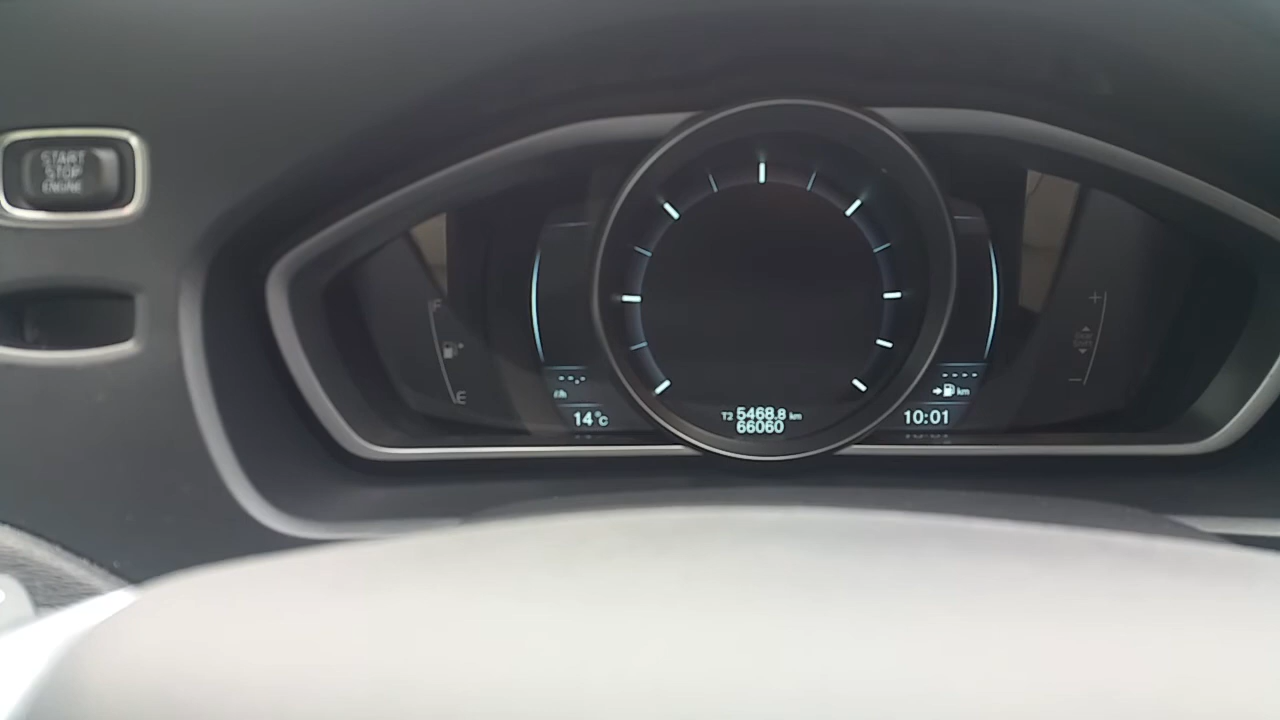 START
STOP
ENGINE
F
E
--.-
14°C
T2 5468.8 km
66060
----
km
10:01
+
−